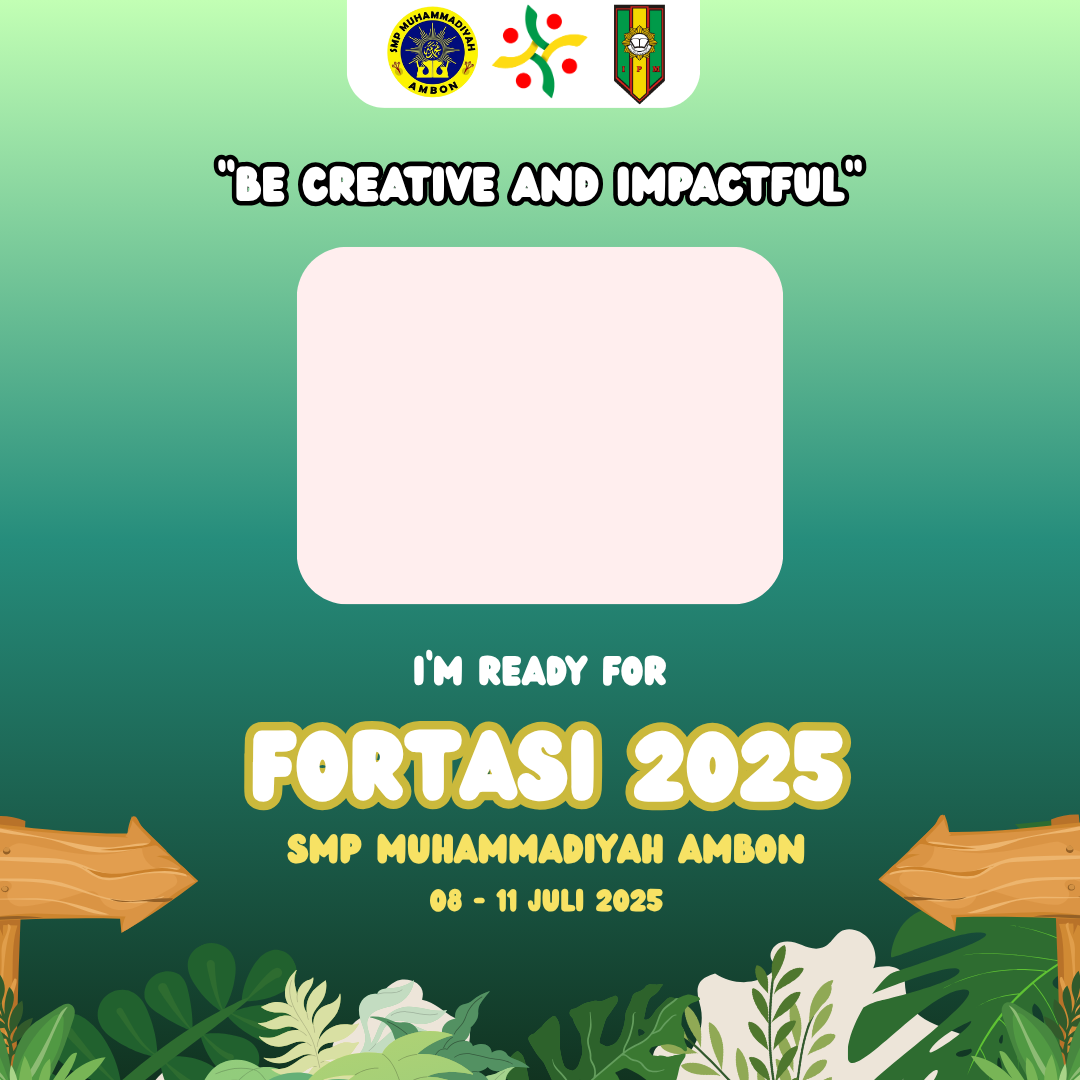 SMP MUHAMMADIYAH
AMBON
I P M
"BE CREATIVE AND IMPACTFUL"
I'M READY FOR
FORTASI 2025
SMP MUHAMMADIYAH AMBON
08 - 11 JULI 2025